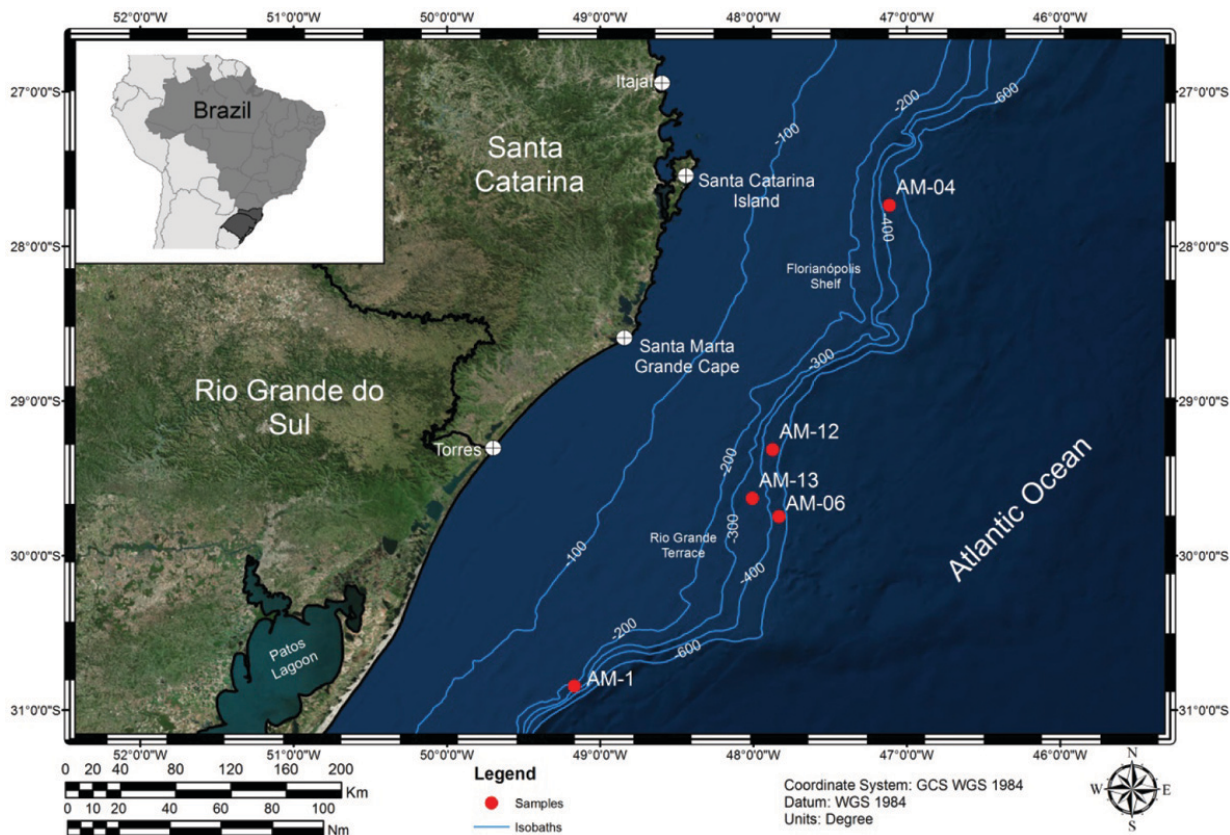 52°0'0"W 51°0'0"W 50°0'0"W 49°0'0"W 48°0'0"W 47°0'0"W 46°0'0"W
Brazil
Itajaí
27°0'0"S
27°0'0"S
-200
-600
-100
Santa
Catarina
Santa Catarina
Island
AM-04
-400
28°0'0"S
28°0'0"S
Florianópolis
Shelf
Santa Marta
Grande Cape
-300
Rio Grande do
Sul
29°0'0"S
29°0'0"S
Torres
AM-12
-200
AM-13
AM-06
-300
Rio Grande
Terrace
Atlantic Ocean
30°0'0"S
30°0'0"S
-100
-400
-200
-600
Patos
Lagoon
AM-1
31°0'0"S
31°0'0"S
52°0'0"W 51°0'0"W 50°0'0"W 49°0'0"W 48°0'0"W 47°0'0"W 46°0'0"W
0 20 40 80 120 160 200
Km
0 10 20 40 60 80 100
Nm
Legend
Samples
Isobaths
Coordinate System: GCS WGS 1984
Datum: WGS 1984
Units: Degree
N
W E
S